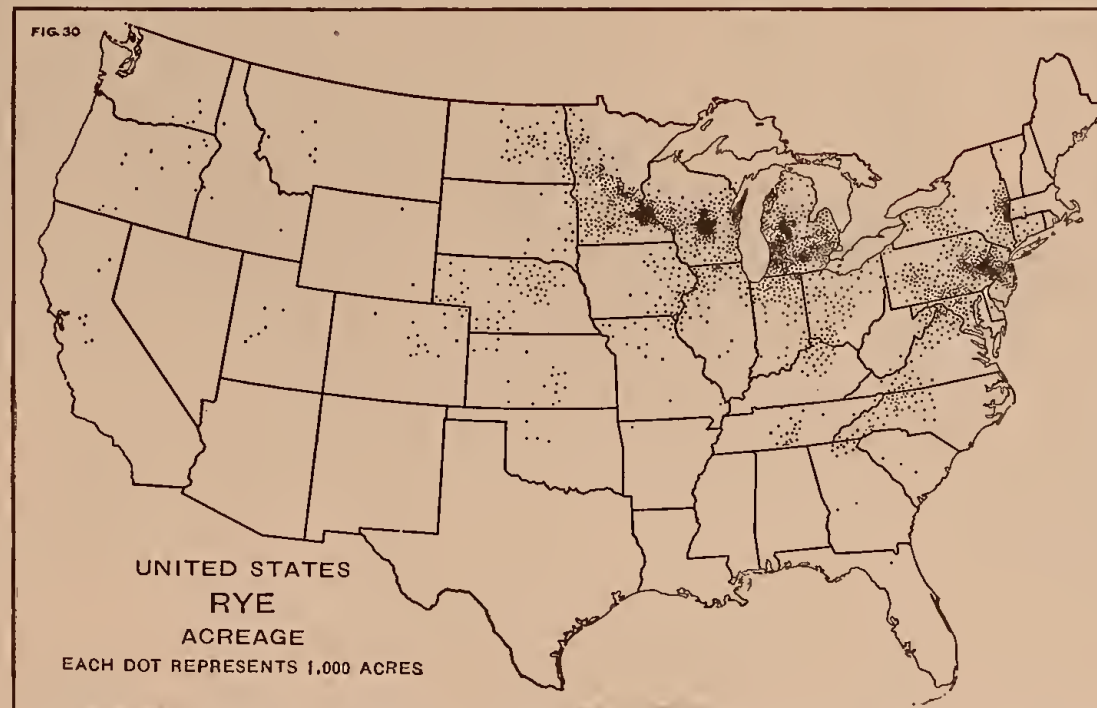 FIG. 30
UNITED STATES
RYE
ACREAGE
EACH DOT REPRESENTS 1,000 ACRES